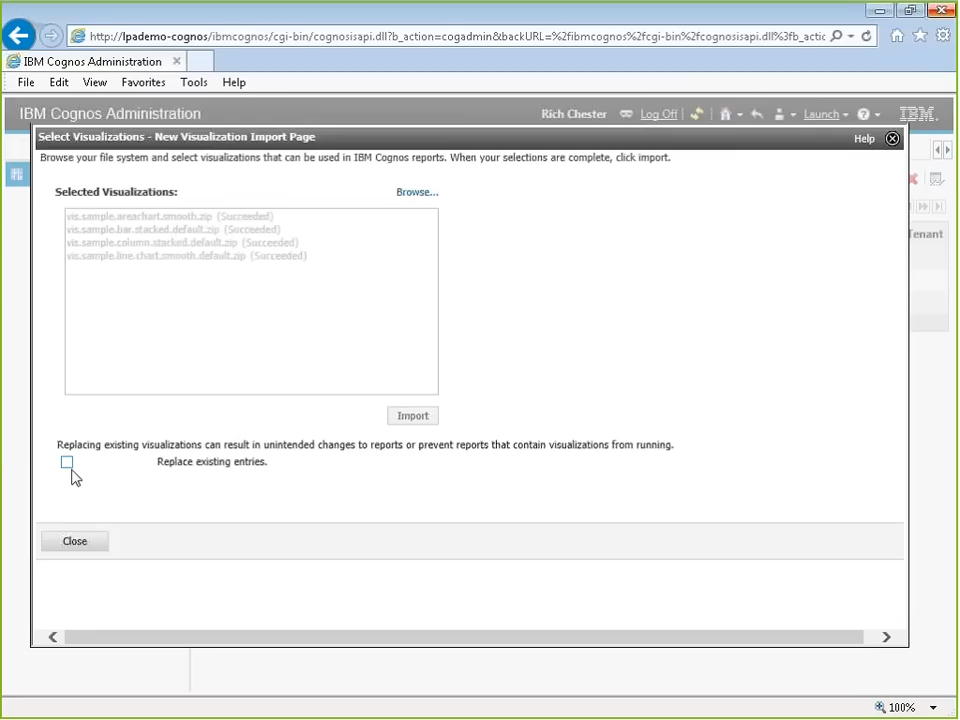 http://lpademo-cognos/ibmcognos/cgi-bin/cognosisapi.dll?b_action=cogadmin&backURL=%2fibmcognos%2fcgi-bin%2fcognosisapi.dll%3fb_actic
IBM Cognos Administration
File Edit View Favorites Tools Help
IBM Cognos Administration Rich Chester Log Off Launch IBM.
Select Visualizations - New Visualization Import Page Help
Browse your file system and select visualizations that can be used in IBM Cognos reports. When your selections are complete, click import.
Selected Visualizations: Browse...
vis.sample.areachart.smooth.zip (Succeeded)
vis.sample.bar.stacked.default.zip (Succeeded)
vis.sample.column.stacked.default.zip (Succeeded)
vis.sample.line.chart.smooth.default.zip (Succeeded)
Tenant
Import
Replacing existing visualizations can result in unintended changes to reports or prevent reports that contain visualizations from running.
Replace existing entries.
Close
100%